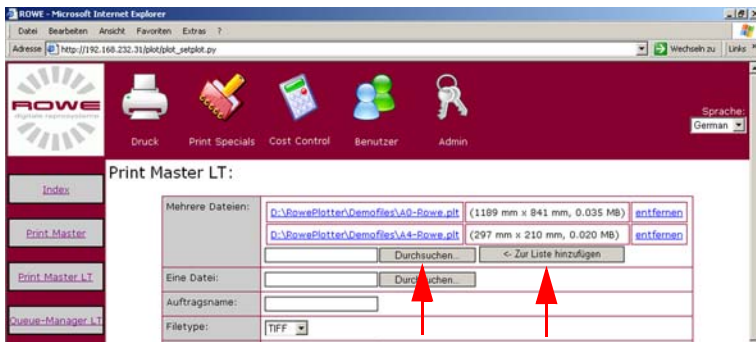 ROWE - Microsoft Internet Explorer
Datei Bearbeiten Ansicht Favoriten Extras ?
Adresse http://192.168.232.31/plot/plot_setplot.py Wechseln zu Links
ROWE
digitale reprosysteme
Druck Print Specials Cost Control Benutzer Admin
Sprache:
German
Index
Print Master
Print Master LT
Queue-Manager LT
Print Master LT:
Mehrere Dateien:
D:\RowePlotter\Demofiles\A0-Rowe.plt (1189 mm x 841 mm, 0.035 MB) entfernen
D:\RowePlotter\Demofiles\A4-Rowe.plt (297 mm x 210 mm, 0.020 MB) entfernen
Durchsuchen... <- Zur Liste hinzufügen
Eine Datei: Durchsuchen...
Auftragsname:
Filetype: TIFF